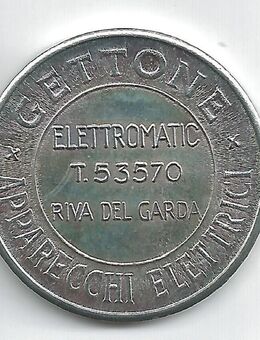 GETTONE
ELETTROMATIC
T.53570
RIVA DEL GARDA
APPARECCHI ELETTRICI